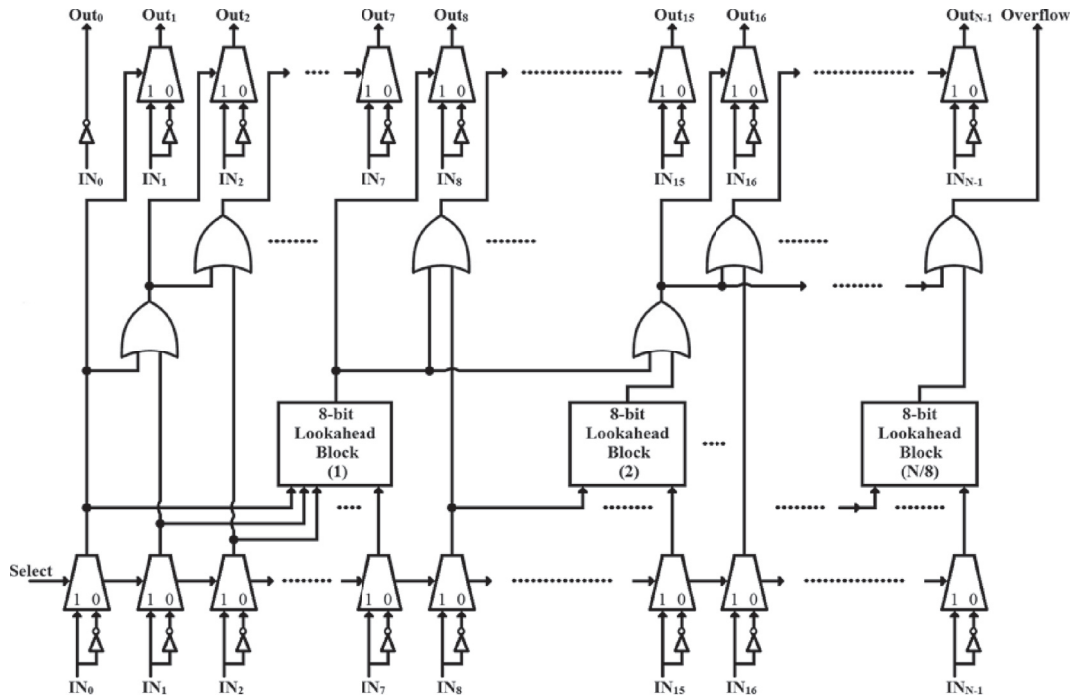 Out₀ Out₁ Out₂ Out₇ Out₈ Out₁₅ Out₁₆ Outₙ₋₁ Overflow
1 0 1 0 1 0 1 0 1 0 1 0 1 0
IN₀ IN₁ IN₂ IN₇ IN₈ IN₁₅ IN₁₆ INₙ₋₁
8-bit
Lookahead
Block
(1)
8-bit
Lookahead
Block
(2)
8-bit
Lookahead
Block
(N/8)
Select
1 0 1 0 1 0 1 0 1 0 1 0 1 0 1 0
IN₀ IN₁ IN₂ IN₇ IN₈ IN₁₅ IN₁₆ INₙ₋₁